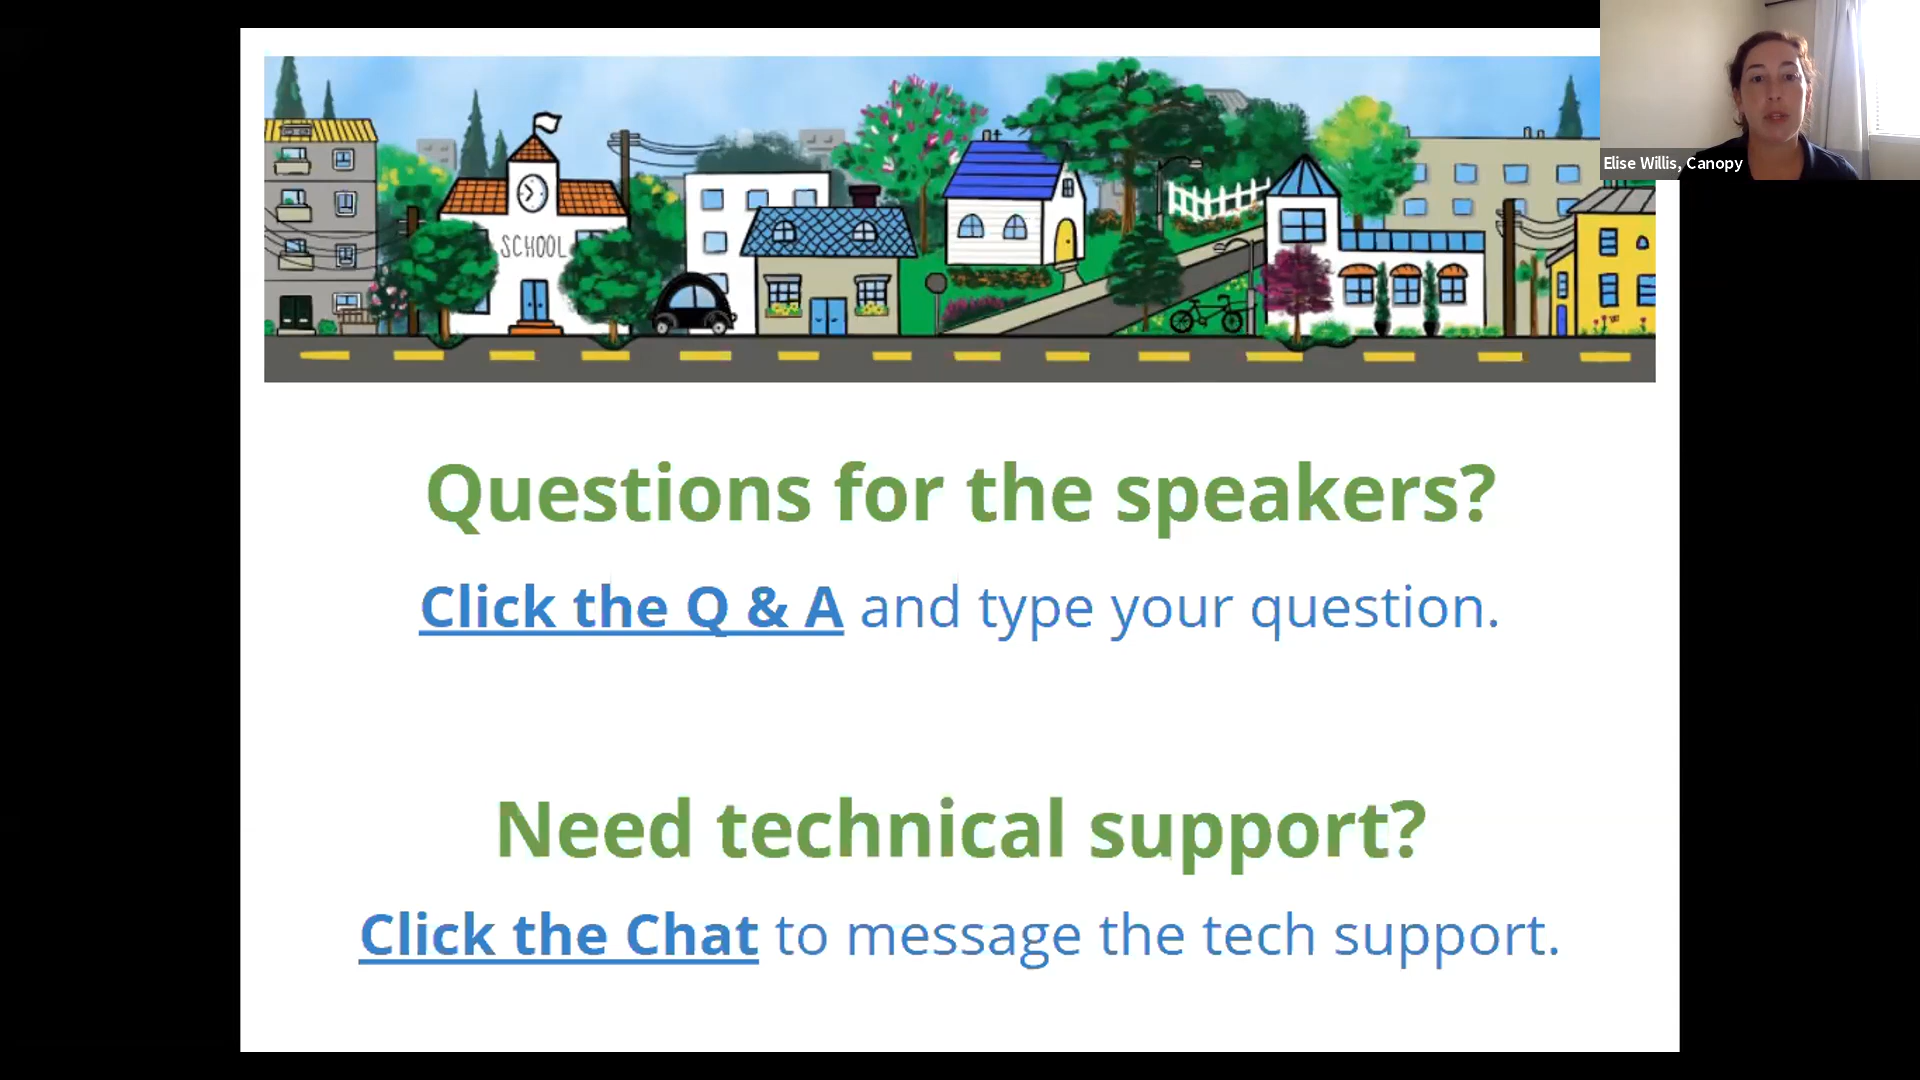 Elise Willis, Canopy
SCHOOL
Questions for the speakers?
Click the Q & A and type your question.
Need technical support?
Click the Chat to message the tech support.